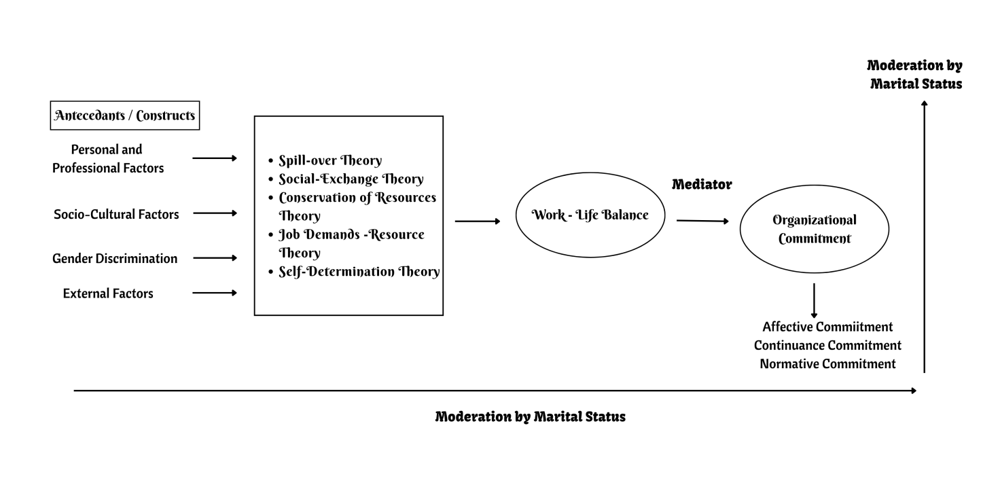 Antecedants / Constructs
Personal and
Professional Factors
Socio-Cultural Factors
Gender Discrimination
External Factors
• Spill-over Theory
• Social-Exchange Theory
• Conservation of Resources
Theory
• Job Demands -Resource
Theory
• Self-Determination Theory
Work - Life Balance
Mediator
Organizational
Commitment
Affective Commiitment
Continuance Commitment
Normative Commitment
Moderation by
Marital Status
Moderation by Marital Status